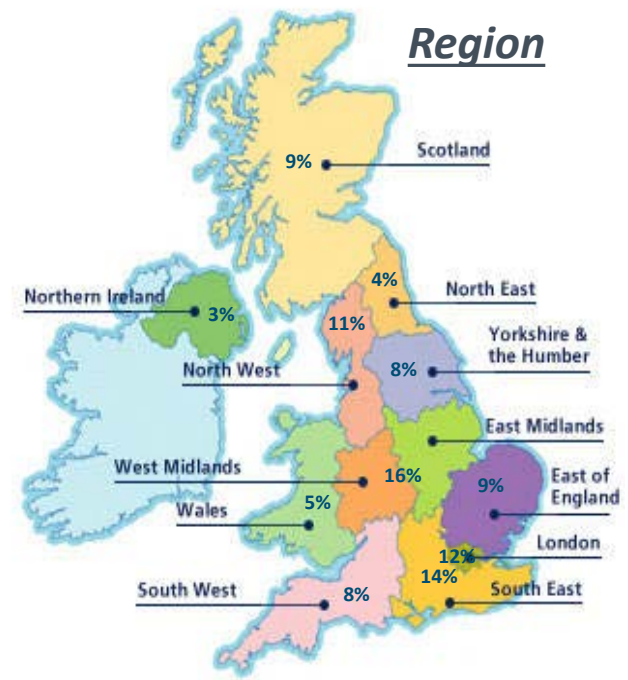 Region
9%
Scotland
4%
North East
Northern Ireland
3%
11%
Yorkshire &
the Humber
8%
North West
East Midlands
West Midlands
16%
9%
East of
England
5%
Wales
12%
London
14%
South West
8%
South East